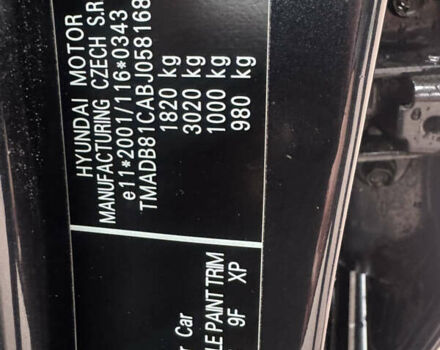 HYUNDAI MOTOR
MANUFACTURING CZECH S.R
e11*2001/116*0343
TMADB81CABJ058168
1820 kg
3020 kg
1000 kg
980 kg
Car
PAINT TRIM
9F XP